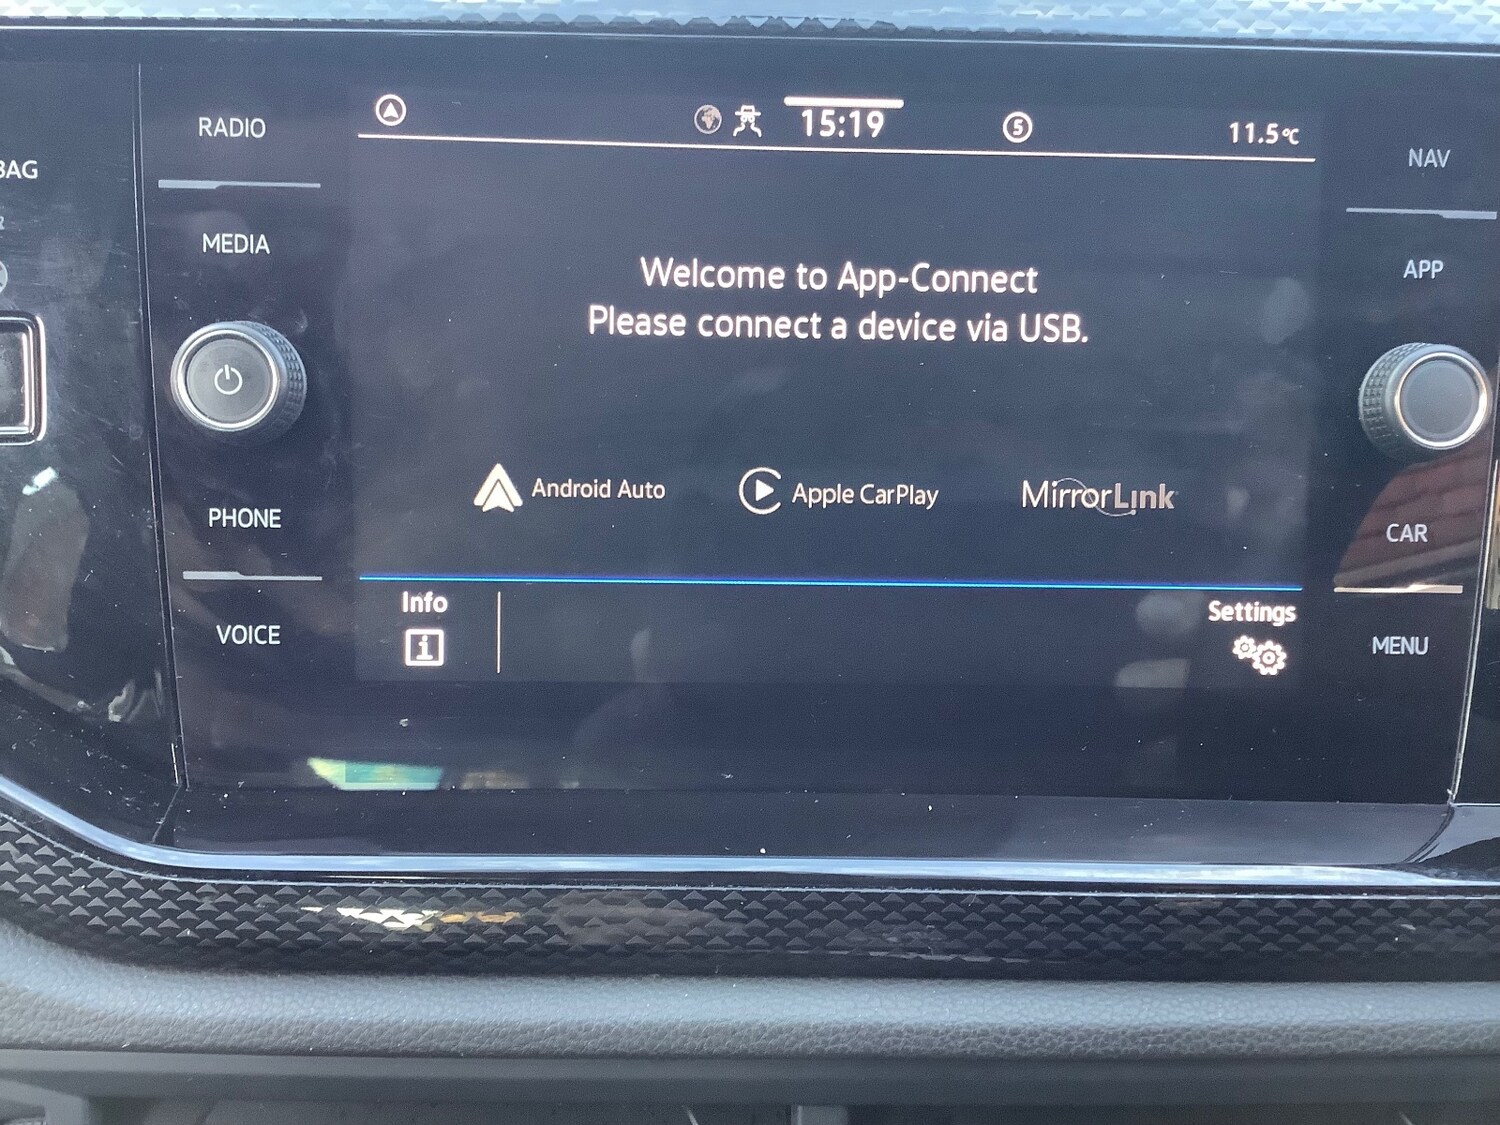 RADIO
MEDIA
PHONE
VOICE
15:19
5
11.5°C
Welcome to App-Connect
Please connect a device via USB.
Android Auto
Apple CarPlay
MirrorLink
Info
i
Settings
NAV
APP
CAR
MENU